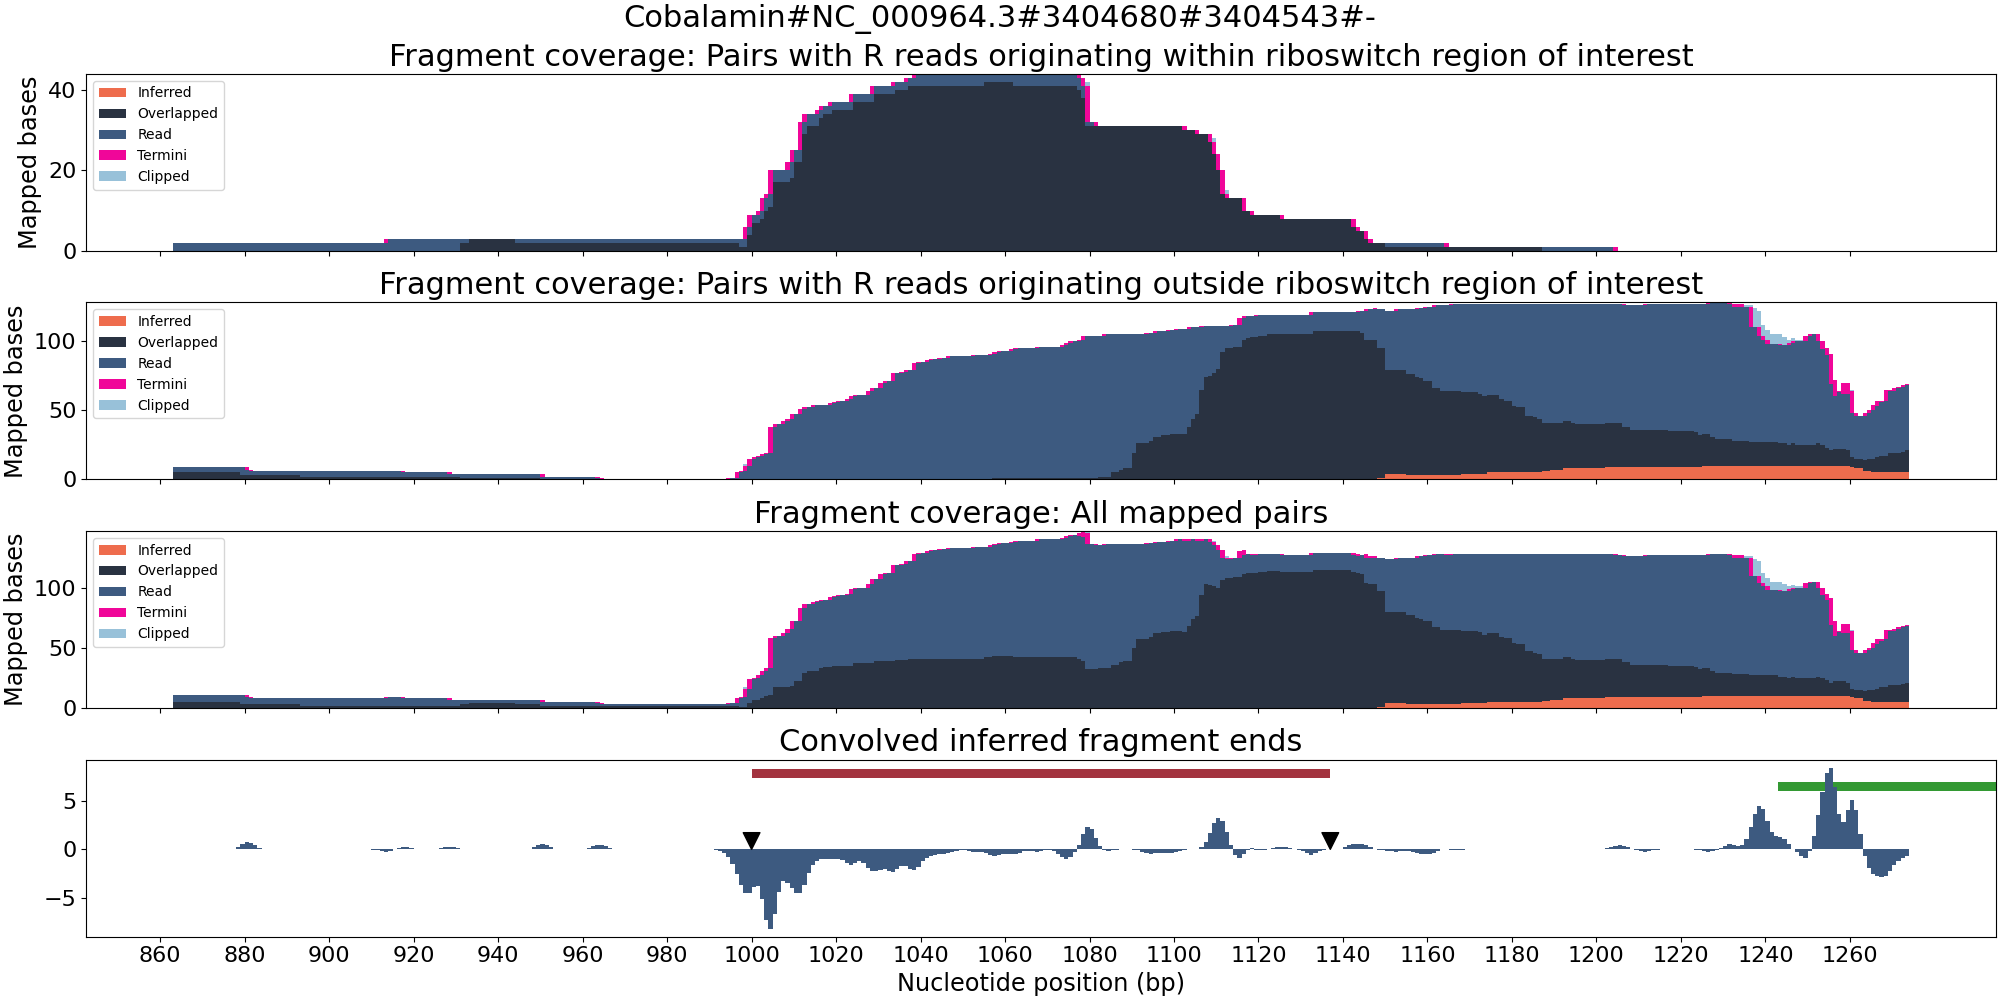 Cobalamin#NC_000964.3#3404680#3404543#-
Fragment coverage: Pairs with R reads originating within riboswitch region of interest
Mapped bases
40
20
0
Inferred
Overlapped
Read
Termini
Clipped
Fragment coverage: Pairs with R reads originating outside riboswitch region of interest
Mapped bases
100
50
0
Inferred
Overlapped
Read
Termini
Clipped
Fragment coverage: All mapped pairs
Mapped bases
100
50
0
Inferred
Overlapped
Read
Termini
Clipped
Convolved inferred fragment ends
5
0
−5
860 880 900 920 940 960 980 1000 1020 1040 1060 1080 1100 1120 1140 1160 1180 1200 1220 1240 1260
Nucleotide position (bp)